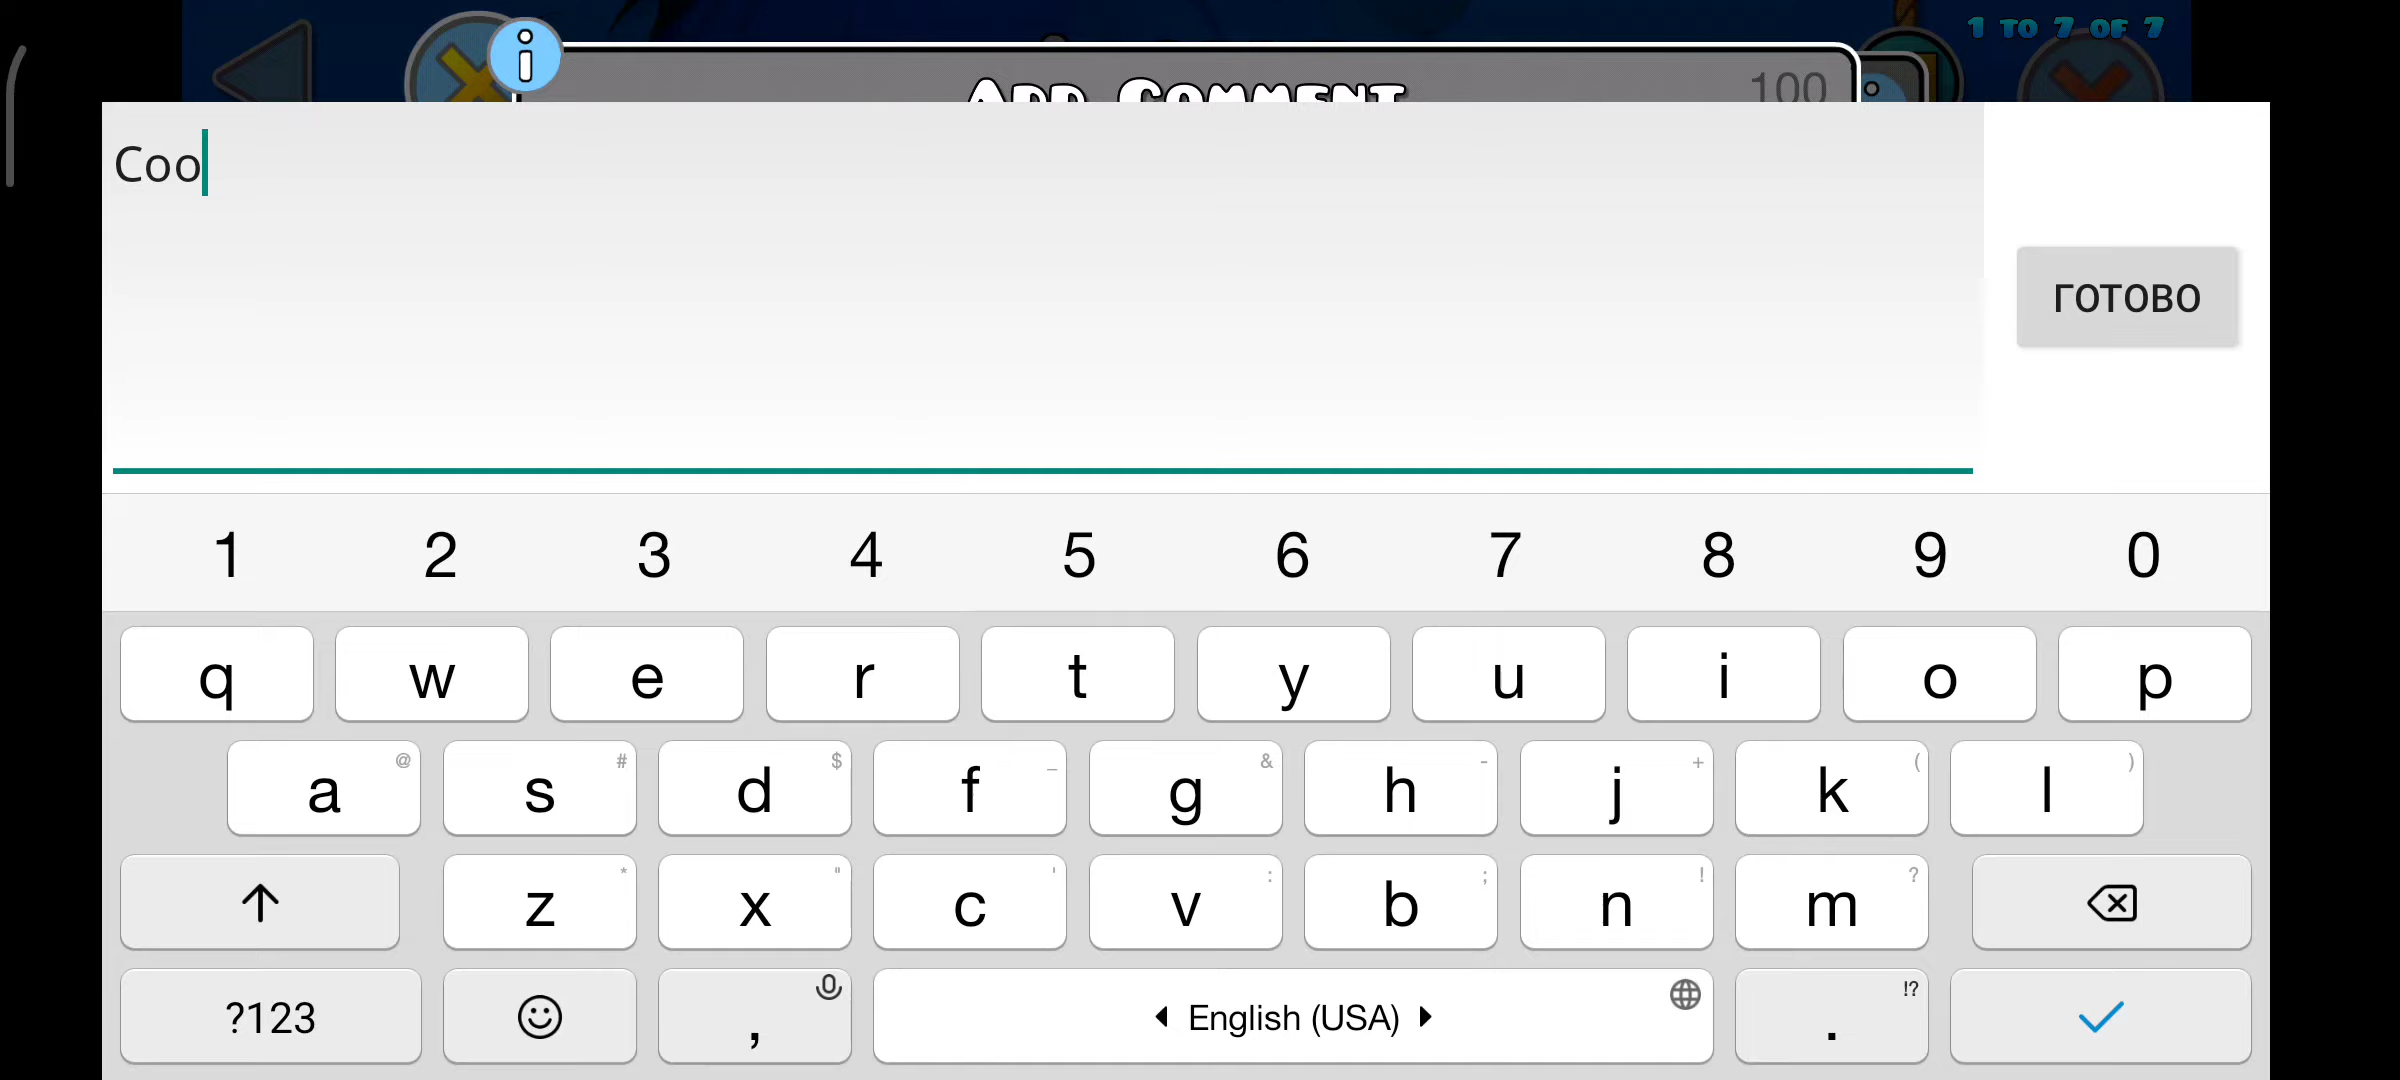 1 TO 7 OF 7
ADD COMMENT
100
Coo
ГОТОВО
1 2 3 4 5 6 7 8 9 0
q w e r t y u i o p
a @ s # d $ f _ g & h - j + k ( l )
z * x " c ' v : b ; n ! m ?
?123 , English (USA) . !?